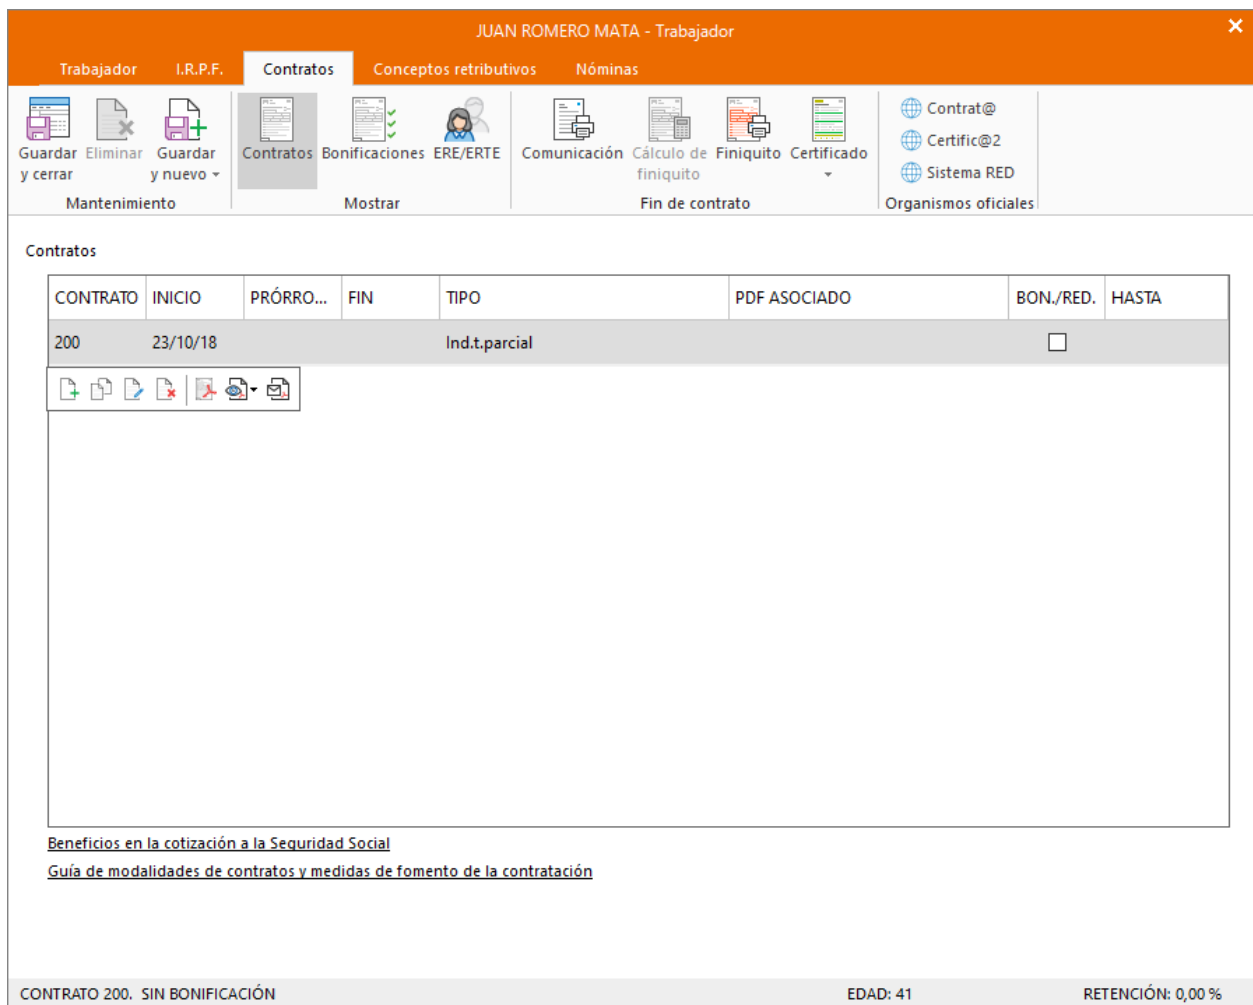 JUAN ROMERO MATA - Trabajador
Trabajador I.R.P.F. Contratos Conceptos retributivos Nóminas
Guardar y cerrar
Eliminar
Guardar y nuevo
Mantenimiento
Contratos
Bonificaciones
ERE/ERTE
Mostrar
Comunicación
Cálculo de finiquito
Finiquito
Certificado
Fin de contrato
Contrat@
Certific@2
Sistema RED
Organismos oficiales
Contratos
CONTRATO INICIO PRÓRRO... FIN TIPO PDF ASOCIADO BON./RED. HASTA
200 23/10/18 Ind.t.parcial
Beneficios en la cotización a la Seguridad Social
Guía de modalidades de contratos y medidas de fomento de la contratación
CONTRATO 200. SIN BONIFICACIÓN EDAD: 41 RETENCIÓN: 0,00 %